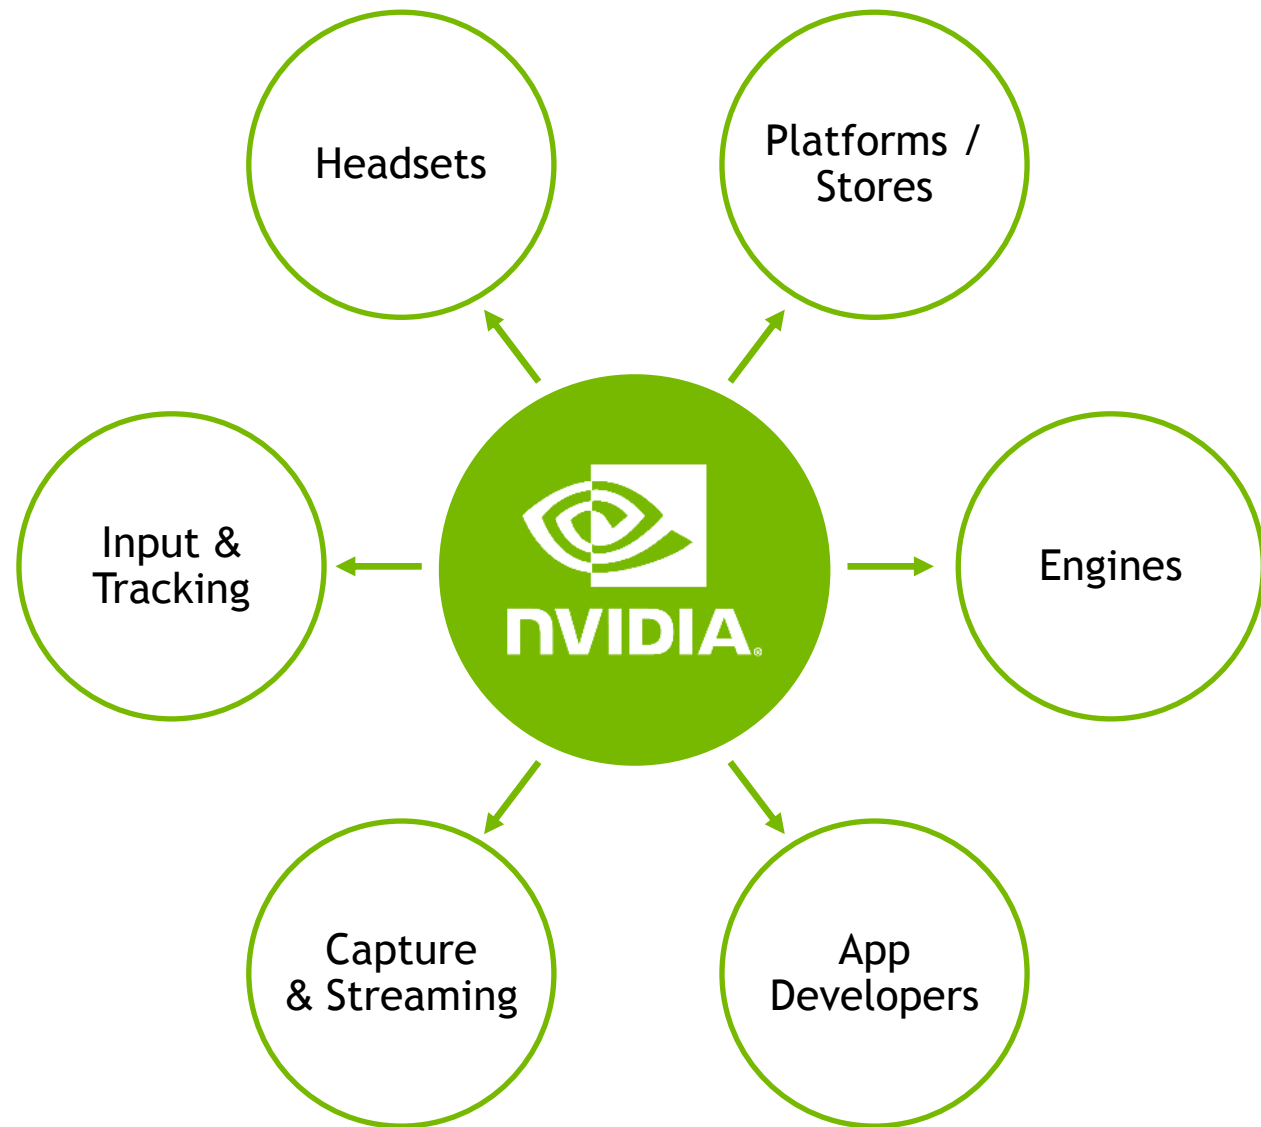 Headsets
Platforms /
Stores
Input &
Tracking
nVIDIA.®
Engines
Capture
& Streaming
App
Developers